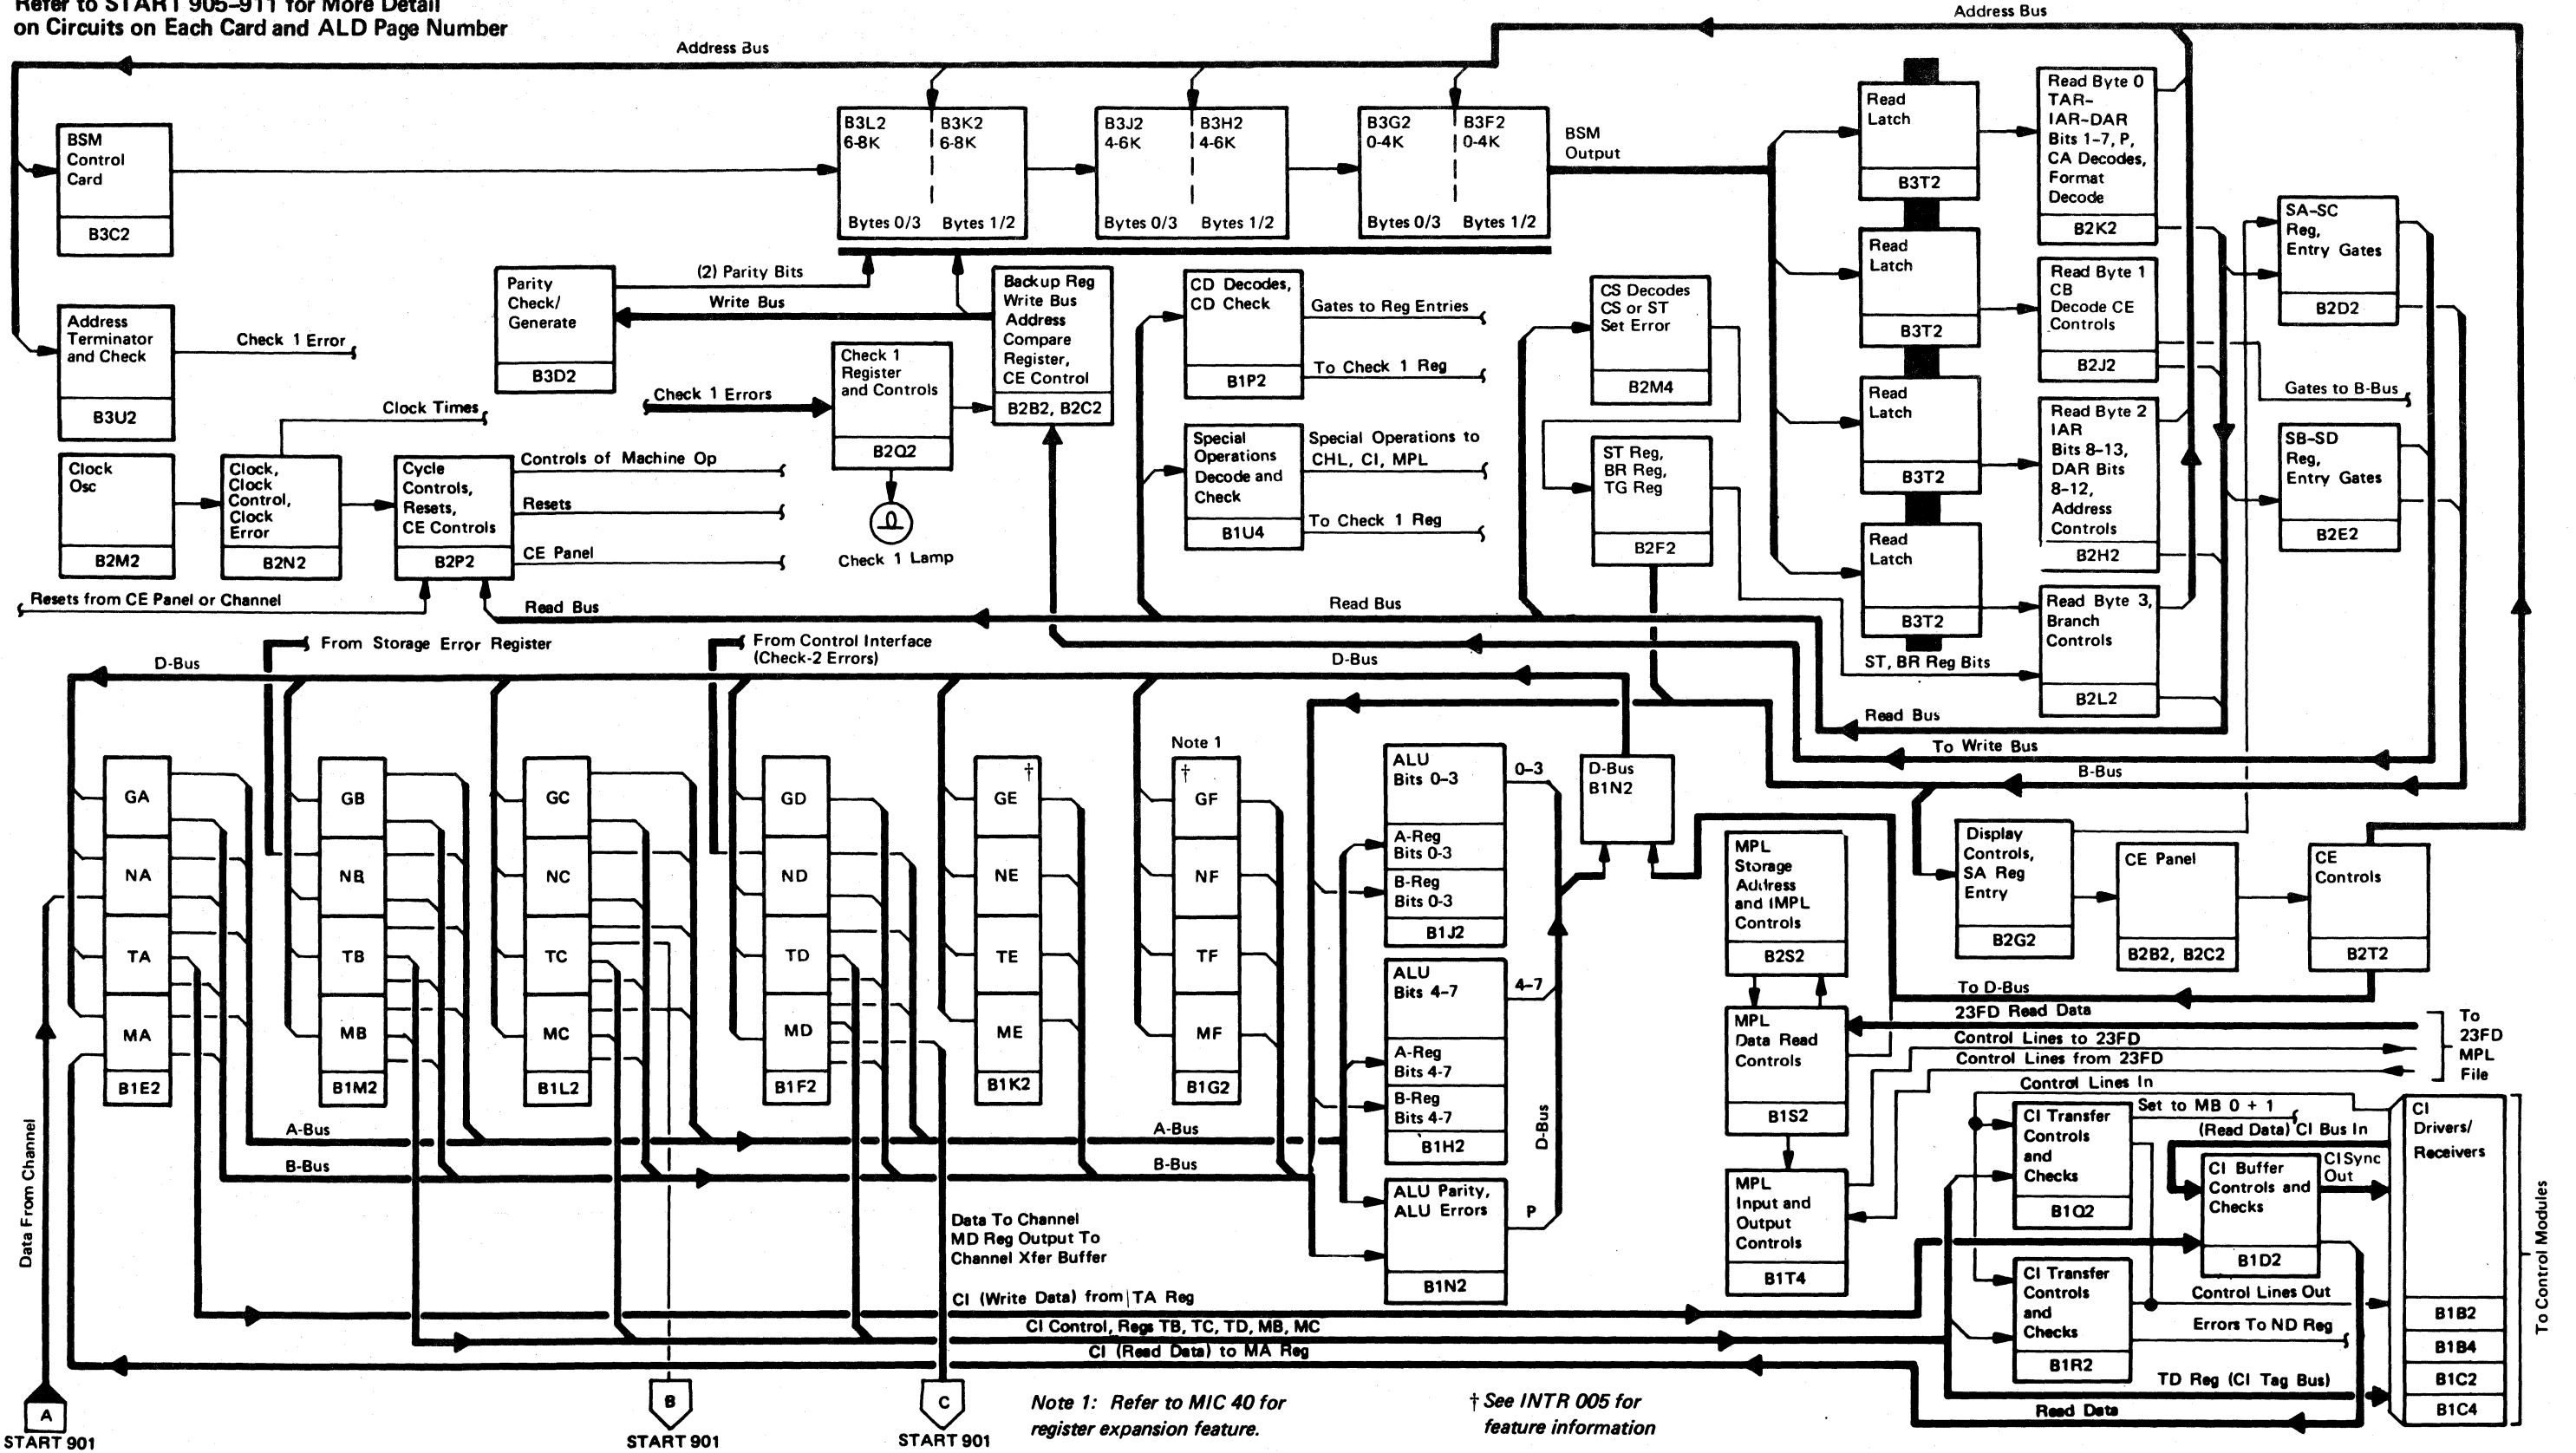 Refer to START 905-911 for More Detail
on Circuits on Each Card and ALD Page Number
Address Bus
Address Bus
BSM
Control
Card
B3C2
B3L2
6-8K
B3K2
6-8K
Bytes 0/3
Bytes 1/2
B3J2
4-6K
B3H2
4-6K
Bytes 0/3
Bytes 1/2
B3G2
0-4K
B3F2
0-4K
Bytes 0/3
Bytes 1/2
BSM
Output
Read
Latch
B3T2
Read
Latch
B3T2
Read
Latch
B3T2
Read
Latch
B3T2
Read Byte 0
TAR-
IAR-DAR
Bits 1-7, P,
CA Decodes,
Format
Decode
B2K2
Read Byte 1
CB
Decode CE
Controls
B2J2
Read Byte 2
IAR
Bits 8-13,
DAR Bits
8-12,
Address
Controls
B2H2
Read Byte 3,
Branch
Controls
B2L2
SA-SC
Reg,
Entry Gates
B2D2
Gates to B-Bus
SB-SD
Reg,
Entry Gates
B2E2
Address
Terminator
and Check
B3U2
Check 1 Error
Parity
Check/
Generate
B3D2
(2) Parity Bits
Write Bus
Backup Reg
Write Bus
Address
Compare
Register,
CE Control
B2B2, B2C2
Check 1 Errors
Check 1
Register
and Controls
B2Q2
Check 1 Lamp
CD Decodes,
CD Check
B1P2
Gates to Reg Entries
To Check 1 Reg
Special
Operations
Decode and
Check
B1U4
Special Operations to
CHL, CI, MPL
To Check 1 Reg
CS Decodes
CS or ST
Set Error
B2M4
ST Reg,
BR Reg,
TG Reg
B2F2
Clock
Osc
B2M2
Clock Times
Clock,
Clock
Control,
Clock
Error
B2N2
Cycle
Controls,
Resets,
CE Controls
B2P2
Controls of Machine Op
Resets
CE Panel
Resets from CE Panel or Channel
Read Bus
Read Bus
From Storage Error Register
From Control Interface
(Check-2 Errors)
D-Bus
D-Bus
ST, BR Reg Bits
Read Bus
To Write Bus
B-Bus
GA
NA
TA
MA
B1E2
GB
NB
TB
MB
B1M2
GC
NC
TC
MC
B1L2
GD
ND
TD
MD
B1F2
†
GE
NE
TE
ME
B1K2
Note 1
†
GF
NF
TF
MF
B1G2
ALU
Bits 0-3
A-Reg
Bits 0-3
B-Reg
Bits 0-3
B1J2
0-3
ALU
Bits 4-7
A-Reg
Bits 4-7
B-Reg
Bits 4-7
B1H2
4-7
ALU Parity,
ALU Errors
B1N2
P
D-Bus
D-Bus
B1N2
MPL
Storage
Address
and IMPL
Controls
B2S2
MPL
Data Read
Controls
B1S2
MPL
Input and
Output
Controls
B1T4
Display
Controls,
SA Reg
Entry
B2G2
CE Panel
B2B2, B2C2
CE
Controls
B2T2
To D-Bus
23FD Read Data
Control Lines to 23FD
Control Lines from 23FD
To
23FD
MPL
File
Control Lines In
CI Transfer
Controls
and
Checks
B1Q2
Set to MB 0 + 1
(Read Data) CI Bus In
CI Buffer
Controls and
Checks
B1D2
CI Sync
Out
CI
Drivers/
Receivers
B1B2
B1B4
B1C2
B1C4
To Control Modules
CI Transfer
Controls
and
Checks
B1R2
Control Lines Out
Errors To ND Reg
TD Reg (CI Tag Bus)
Read Data
A-Bus
A-Bus
B-Bus
B-Bus
Data From Channel
Data To Channel
MD Reg Output To
Channel Xfer Buffer
CI (Write Data) from TA Reg
CI Control, Regs TB, TC, TD, MB, MC
CI (Read Data) to MA Reg
A
START 901
B
START 901
C
START 901
Note 1: Refer to MIC 40 for
register expansion feature.
† See INTR 005 for
feature information